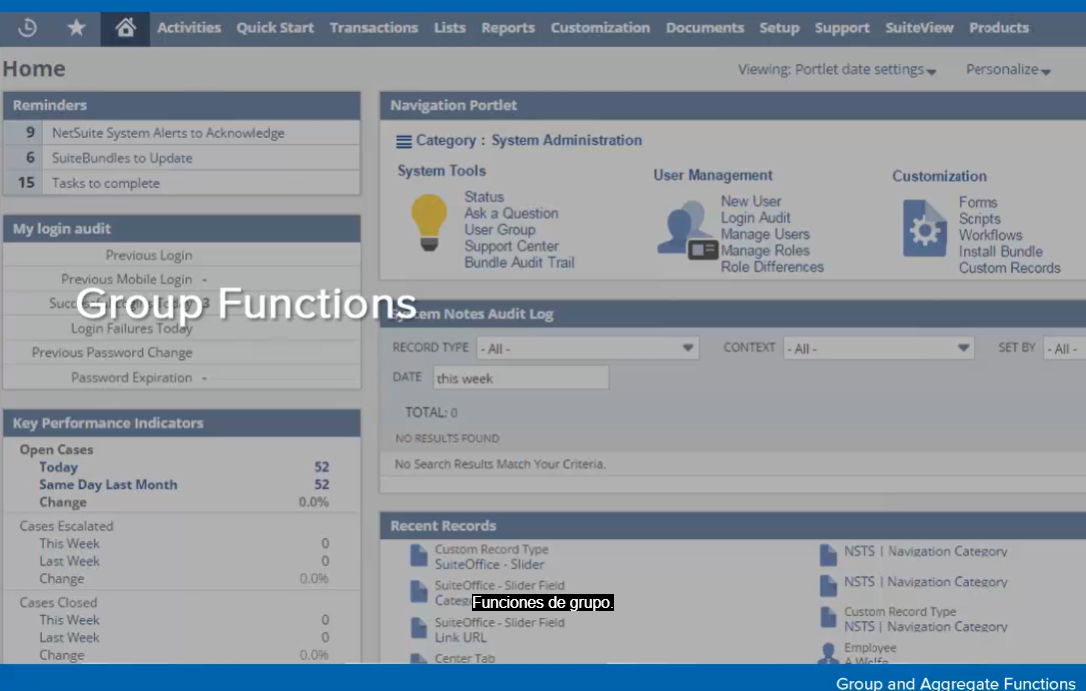 Activities Quick Start Transactions Lists Reports Customization Documents Setup Support SuiteView Products
Home
Viewing: Portlet date settings
Personalize
Reminders
9 NetSuite System Alerts to Acknowledge
6 SuiteBundles to Update
15 Tasks to complete
My login audit
Previous Login
Previous Mobile Login -
3
Login Failures Today
Previous Password Change
Password Expiration -
Group Functions
Key Performance Indicators
Open Cases
Today 52
Same Day Last Month 52
Change 0.0%
Cases Escalated
This Week 0
Last Week 0
Change 0.0%
Cases Closed
This Week 0
Last Week 0
Change 0.0%
Navigation Portlet
Category : System Administration
System Tools
Status
Ask a Question
User Group
Support Center
Bundle Audit Trail
User Management
New User
Login Audit
Manage Users
Manage Roles
Role Differences
Customization
Forms
Scripts
Workflows
Install Bundle
Custom Records
System Notes Audit Log
RECORD TYPE - All - CONTEXT - All - SET BY - All -
DATE this week
TOTAL: 0
NO RESULTS FOUND
No Search Results Match Your Criteria.
Recent Records
Custom Record Type
SuiteOffice - Slider
SuiteOffice - Slider Field
SuiteOffice - Slider Field
Link URL
Center Tab
NSTS | Navigation Category
NSTS | Navigation Category
Custom Record Type
NSTS | Navigation Category
Employee
A Wolfe
Funciones de grupo.
Group and Aggregate Functions